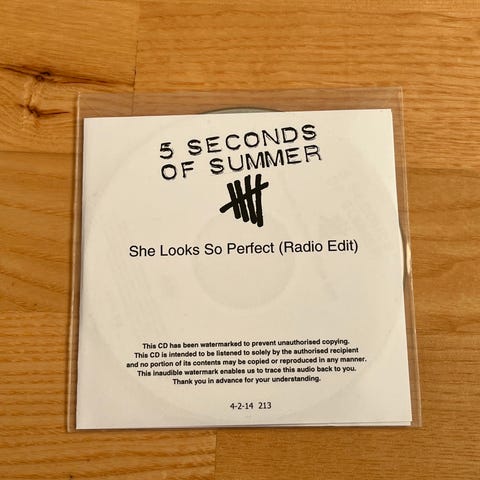 5 SECONDS
OF SUMMER
She Looks So Perfect (Radio Edit)
This CD has been watermarked to prevent unauthorised copying.
This CD is intended to be listened to solely by the authorised recipient
and no portion of its contents may be copied or reproduced in any manner.
This inaudible watermark enables us to trace this audio back to you.
Thank you in advance for your understanding.
4-2-14 213